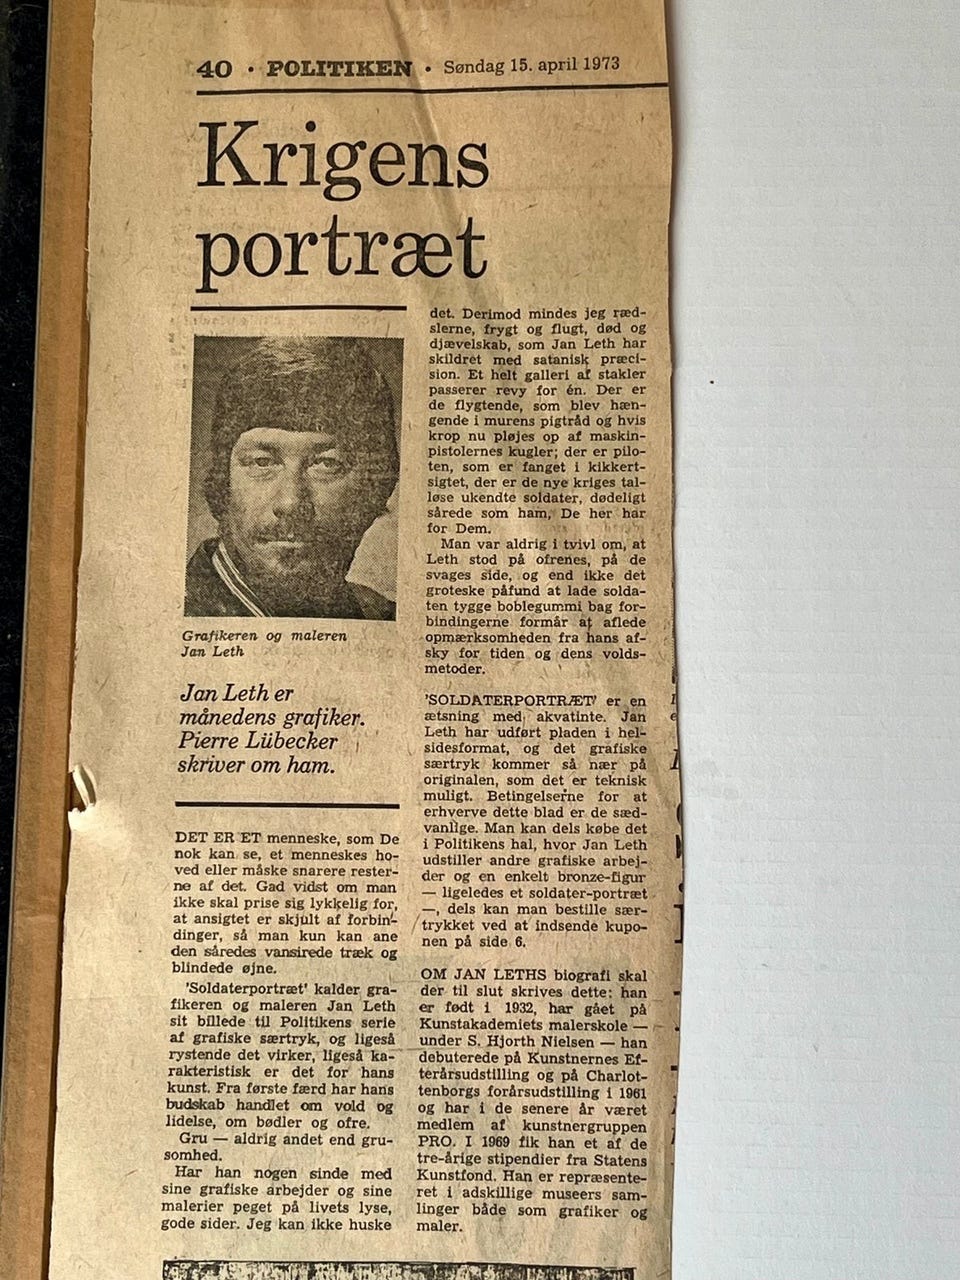 40 · POLITIKEN · Søndag 15. april 1973
Krigens
portræt
Grafikeren og maleren
Jan Leth
Jan Leth er
månedens grafiker.
Pierre Lübecker
skriver om ham.
DET ER ET menneske, som De
nok kan se, et menneskes ho-
ved eller måske snarere rester-
ne af det. Gad vidst om man
ikke skal prise sig lykkelig for,
at ansigtet er skjult af forbin-
dinger, så man kun kan ane
den såredes vansirede træk og
blindede øjne.
'Soldaterportræt' kalder gra-
fikeren og maleren Jan Leth
sit billede til Politikens serie
af grafiske særtryk, og ligeså
rystende det virker, ligeså ka-
rakteristisk er det for hans
kunst. Fra første færd har hans
budskab handlet om vold og
lidelse, om bødler og ofre.
Gru — aldrig andet end gru-
somhed.
Har han nogen sinde med
sine grafiske arbejder og sine
malerier peget på livets lyse,
gode sider. Jeg kan ikke huske
det. Derimod mindes jeg ræd-
slerne, frygt og flugt, død og
djævelskab, som Jan Leth har
skildret med satanisk præci-
sion. Et helt galleri af stakler
passerer revy for én. Der er
de flygtende, som blev hæn-
gende i murens pigtråd og hvis
krop nu pløjes op af maskin-
pistolernes kugler; der er pilo-
ten, som er fanget i kikkert-
sigtet, der er de nye kriges tal-
løse ukendte soldater, dødeligt
sårede som ham, De her har
for Dem.
Man var aldrig i tvivl om, at
Leth stod på ofrenes, på de
svages side, og end ikke det
groteske påfund at lade solda-
ten tygge boblegummi bag for-
bindingerne formår at aflede
opmærksomheden fra hans af-
sky for tiden og dens volds-
metoder.
'SOLDATERPORTRÆT' er en
ætsning med akvatinte. Jan
Leth har udført pladen i hel-
sidesformat, og det grafiske
særtryk kommer så nær på
originalen, som det er teknisk
muligt. Betingelserne for at
erhverve dette blad er de sæd-
vanlige. Man kan dels købe det
i Politikens hal, hvor Jan Leth
udstiller andre grafiske arbej-
der og en enkelt bronze-figur
— ligeledes et soldater-portræt
—, dels kan man bestille sær-
trykket ved at indsende kupo-
nen på side 6.
OM JAN LETHS biografi skal
der til slut skrives dette: han
er født i 1932, har gået på
Kunstakademiets malerskole —
under S. Hjorth Nielsen — han
debuterede på Kunstnernes Ef-
terårsudstilling og på Charlot-
tenborgs forårsudstilling i 1961
og har i de senere år været
medlem af kunstnergruppen
PRO. I 1969 fik han et af de
tre-årige stipendier fra Statens
Kunstfond. Han er repræsente-
ret i adskillige museers sam-
linger både som grafiker og
maler.